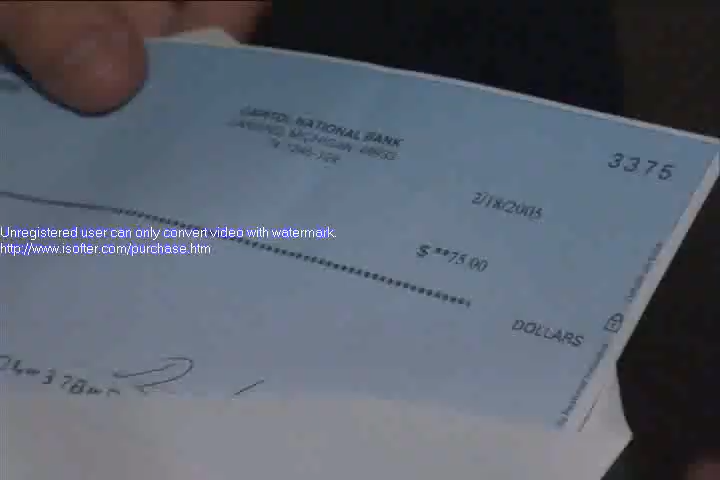 CAPITOL NATIONAL BANK
LANSING, MICHIGAN 48933
3375
2/18/2005
Unregistered user can only convert video with watermark.
http://www.isofter.com/purchase.htm
$ **75.00
DOLLARS